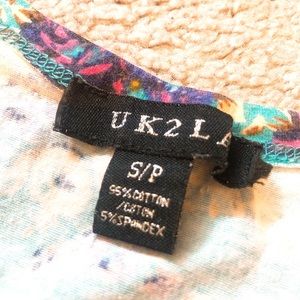 UK2LA
S/P
95% COTTON
/COTON
5% SPANDEX